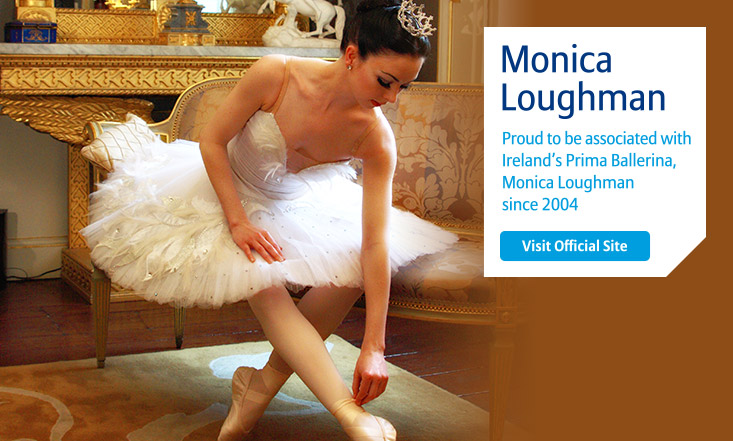 Monica
Loughman
Proud to be associated with
Ireland's Prima Ballerina,
Monica Loughman
since 2004
Visit Official Site